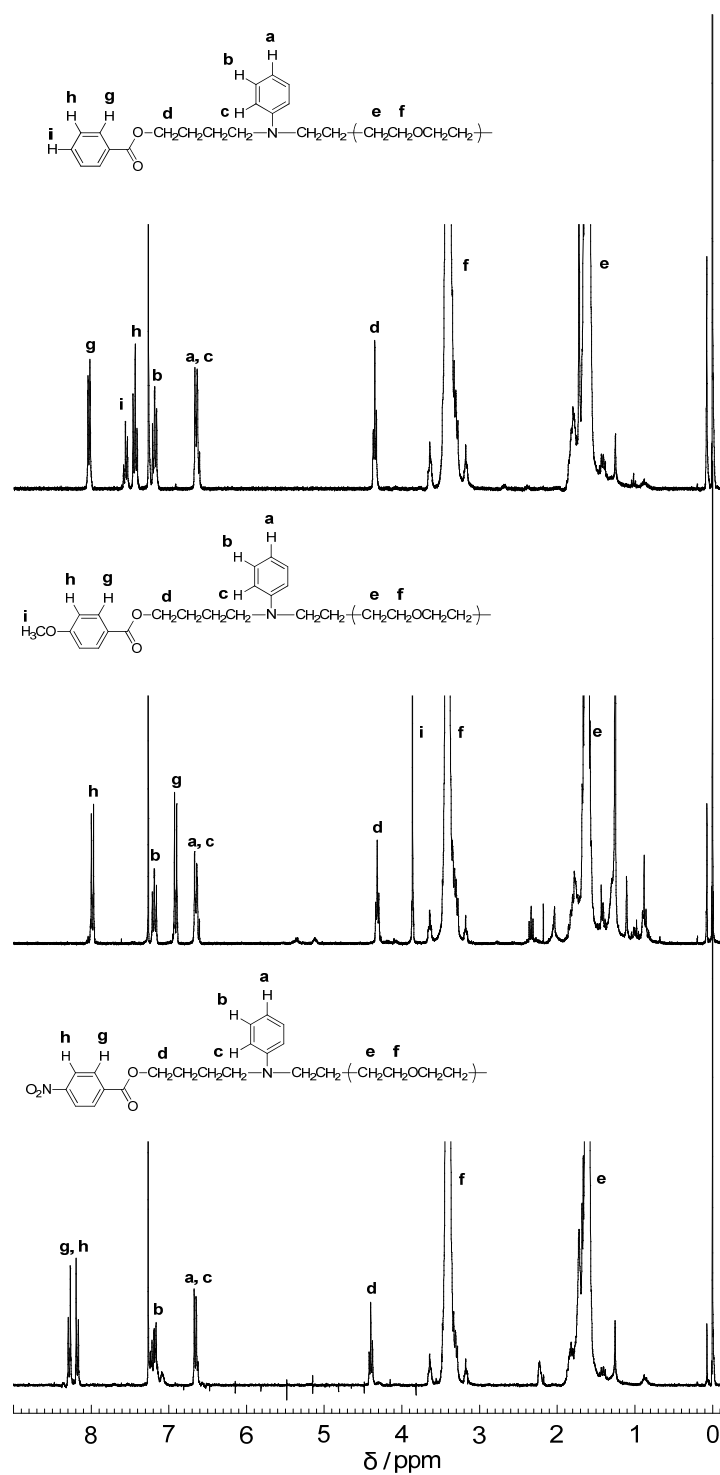 a
H
b
H
h g
H H
d
c H
e f
i
H
O-CH₂CH₂CH₂CH₂
N
CH₂CH₂(CH₂CH₂OCH₂CH₂)
O
f
e
g
i
h
b
a, c
d
a
H
b
H
h g
H H
d
c H
e f
i
H₃CO
O-CH₂CH₂CH₂CH₂
N
CH₂CH₂(CH₂CH₂OCH₂CH₂)
O
h
b
g
a, c
d
i
f
e
a
H
b
H
h g
H H
d
c H
e f
O₂N
O-CH₂CH₂CH₂CH₂
N
CH₂CH₂(CH₂CH₂OCH₂CH₂)
O
g, h
b
a, c
d
f
e
8 7 6 5 4 3 2 1 0
δ / ppm